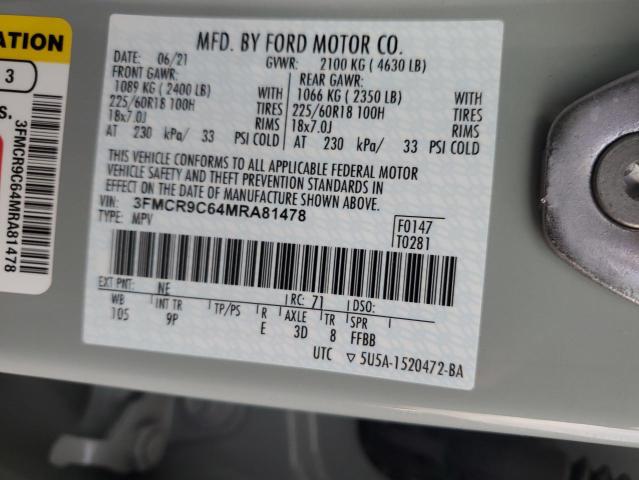 ATION
3
s.
3FMCR9C64MRA81478
MFD. BY FORD MOTOR CO.
DATE: 06/21 GVWR: 2100 KG ( 4630 LB)
FRONT GAWR: REAR GAWR:
1089 KG ( 2400 LB) WITH 1066 KG ( 2350 LB) WITH
225/60R18 100H TIRES 225/60R18 100H TIRES
18x7.0J RIMS 18x7.0J RIMS
AT 230 kPa/ 33 PSI COLD AT 230 kPa/ 33 PSI COLD
THIS VEHICLE CONFORMS TO ALL APPLICABLE FEDERAL MOTOR
VEHICLE SAFETY AND THEFT PREVENTION STANDARDS IN
EFFECT ON THE DATE OF MANUFACTURE SHOWN ABOVE.
VIN: 3FMCR9C64MRA81478
TYPE: MPV
F0147
T0281
EXT PNT: NE RC: 71 DSO:
WB INT TR TP/PS R AXLE TR SPR
105 9P E 3D 8 FFBB
UTC ▽5U5A-1520472-BA